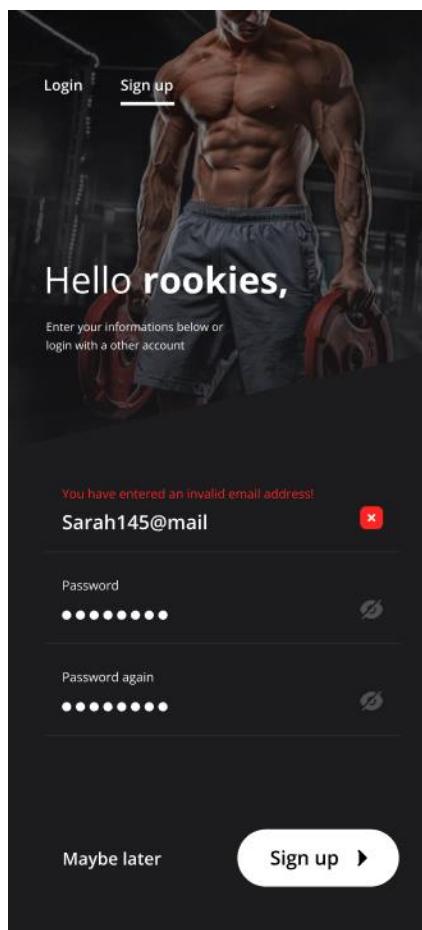 Login Sign up
Hello rookies,
Enter your informations below or
login with a other account
You have entered an invalid email address!
Sarah145@mail
Password
Password again
Maybe later Sign up